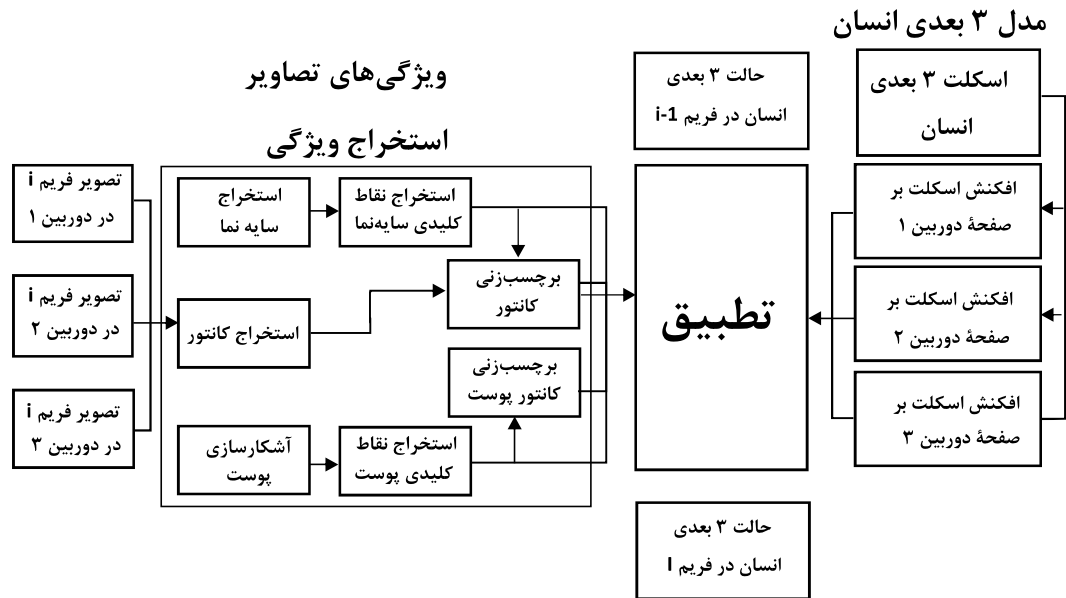 مدل ۳ بعدی انسان
اسکلت ۳ بعدی
انسان
افکنش اسکلت بر
صفحهٔ دوربین ۱
افکنش اسکلت بر
صفحهٔ دوربین ۲
افکنش اسکلت بر
صفحهٔ دوربین ۳
حالت ۳ بعدی
انسان در فریم i-1
تطبیق
حالت ۳ بعدی
انسان در فریم I
ویژگی‌های تصاویر
استخراج ویژگی
استخراج نقاط
کلیدی سایه‌نما
استخراج
سایه نما
برچسب‌زنی
کانتور
استخراج کانتور
برچسب‌زنی
کانتور پوست
استخراج نقاط
کلیدی پوست
آشکارسازی
پوست
تصویر فریم i
در دوربین ۱
تصویر فریم i
در دوربین ۲
تصویر فریم i
در دوربین ۳